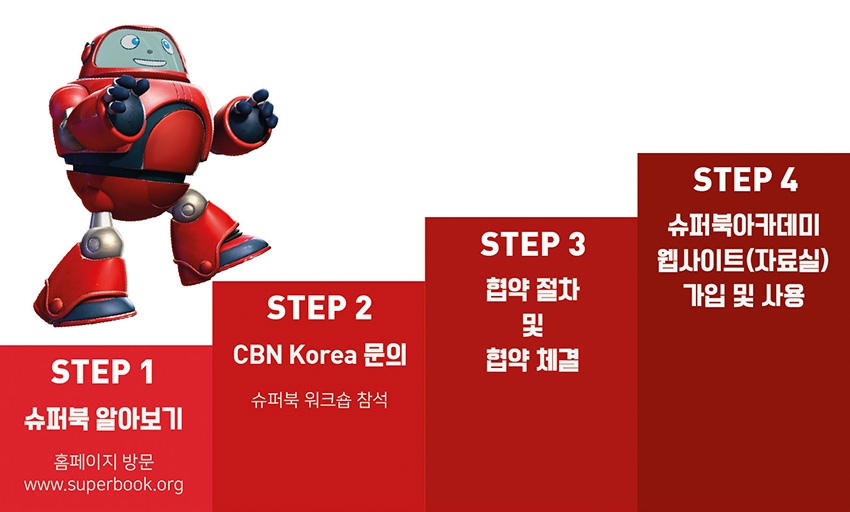 STEP 1
슈퍼북 알아보기
홈페이지 방문
www.superbook.org
STEP 2
CBN Korea 문의
슈퍼북 워크숍 참석
STEP 3
협약 절차
및
협약 체결
STEP 4
슈퍼북아카데미
웹사이트(자료실)
가입 및 사용